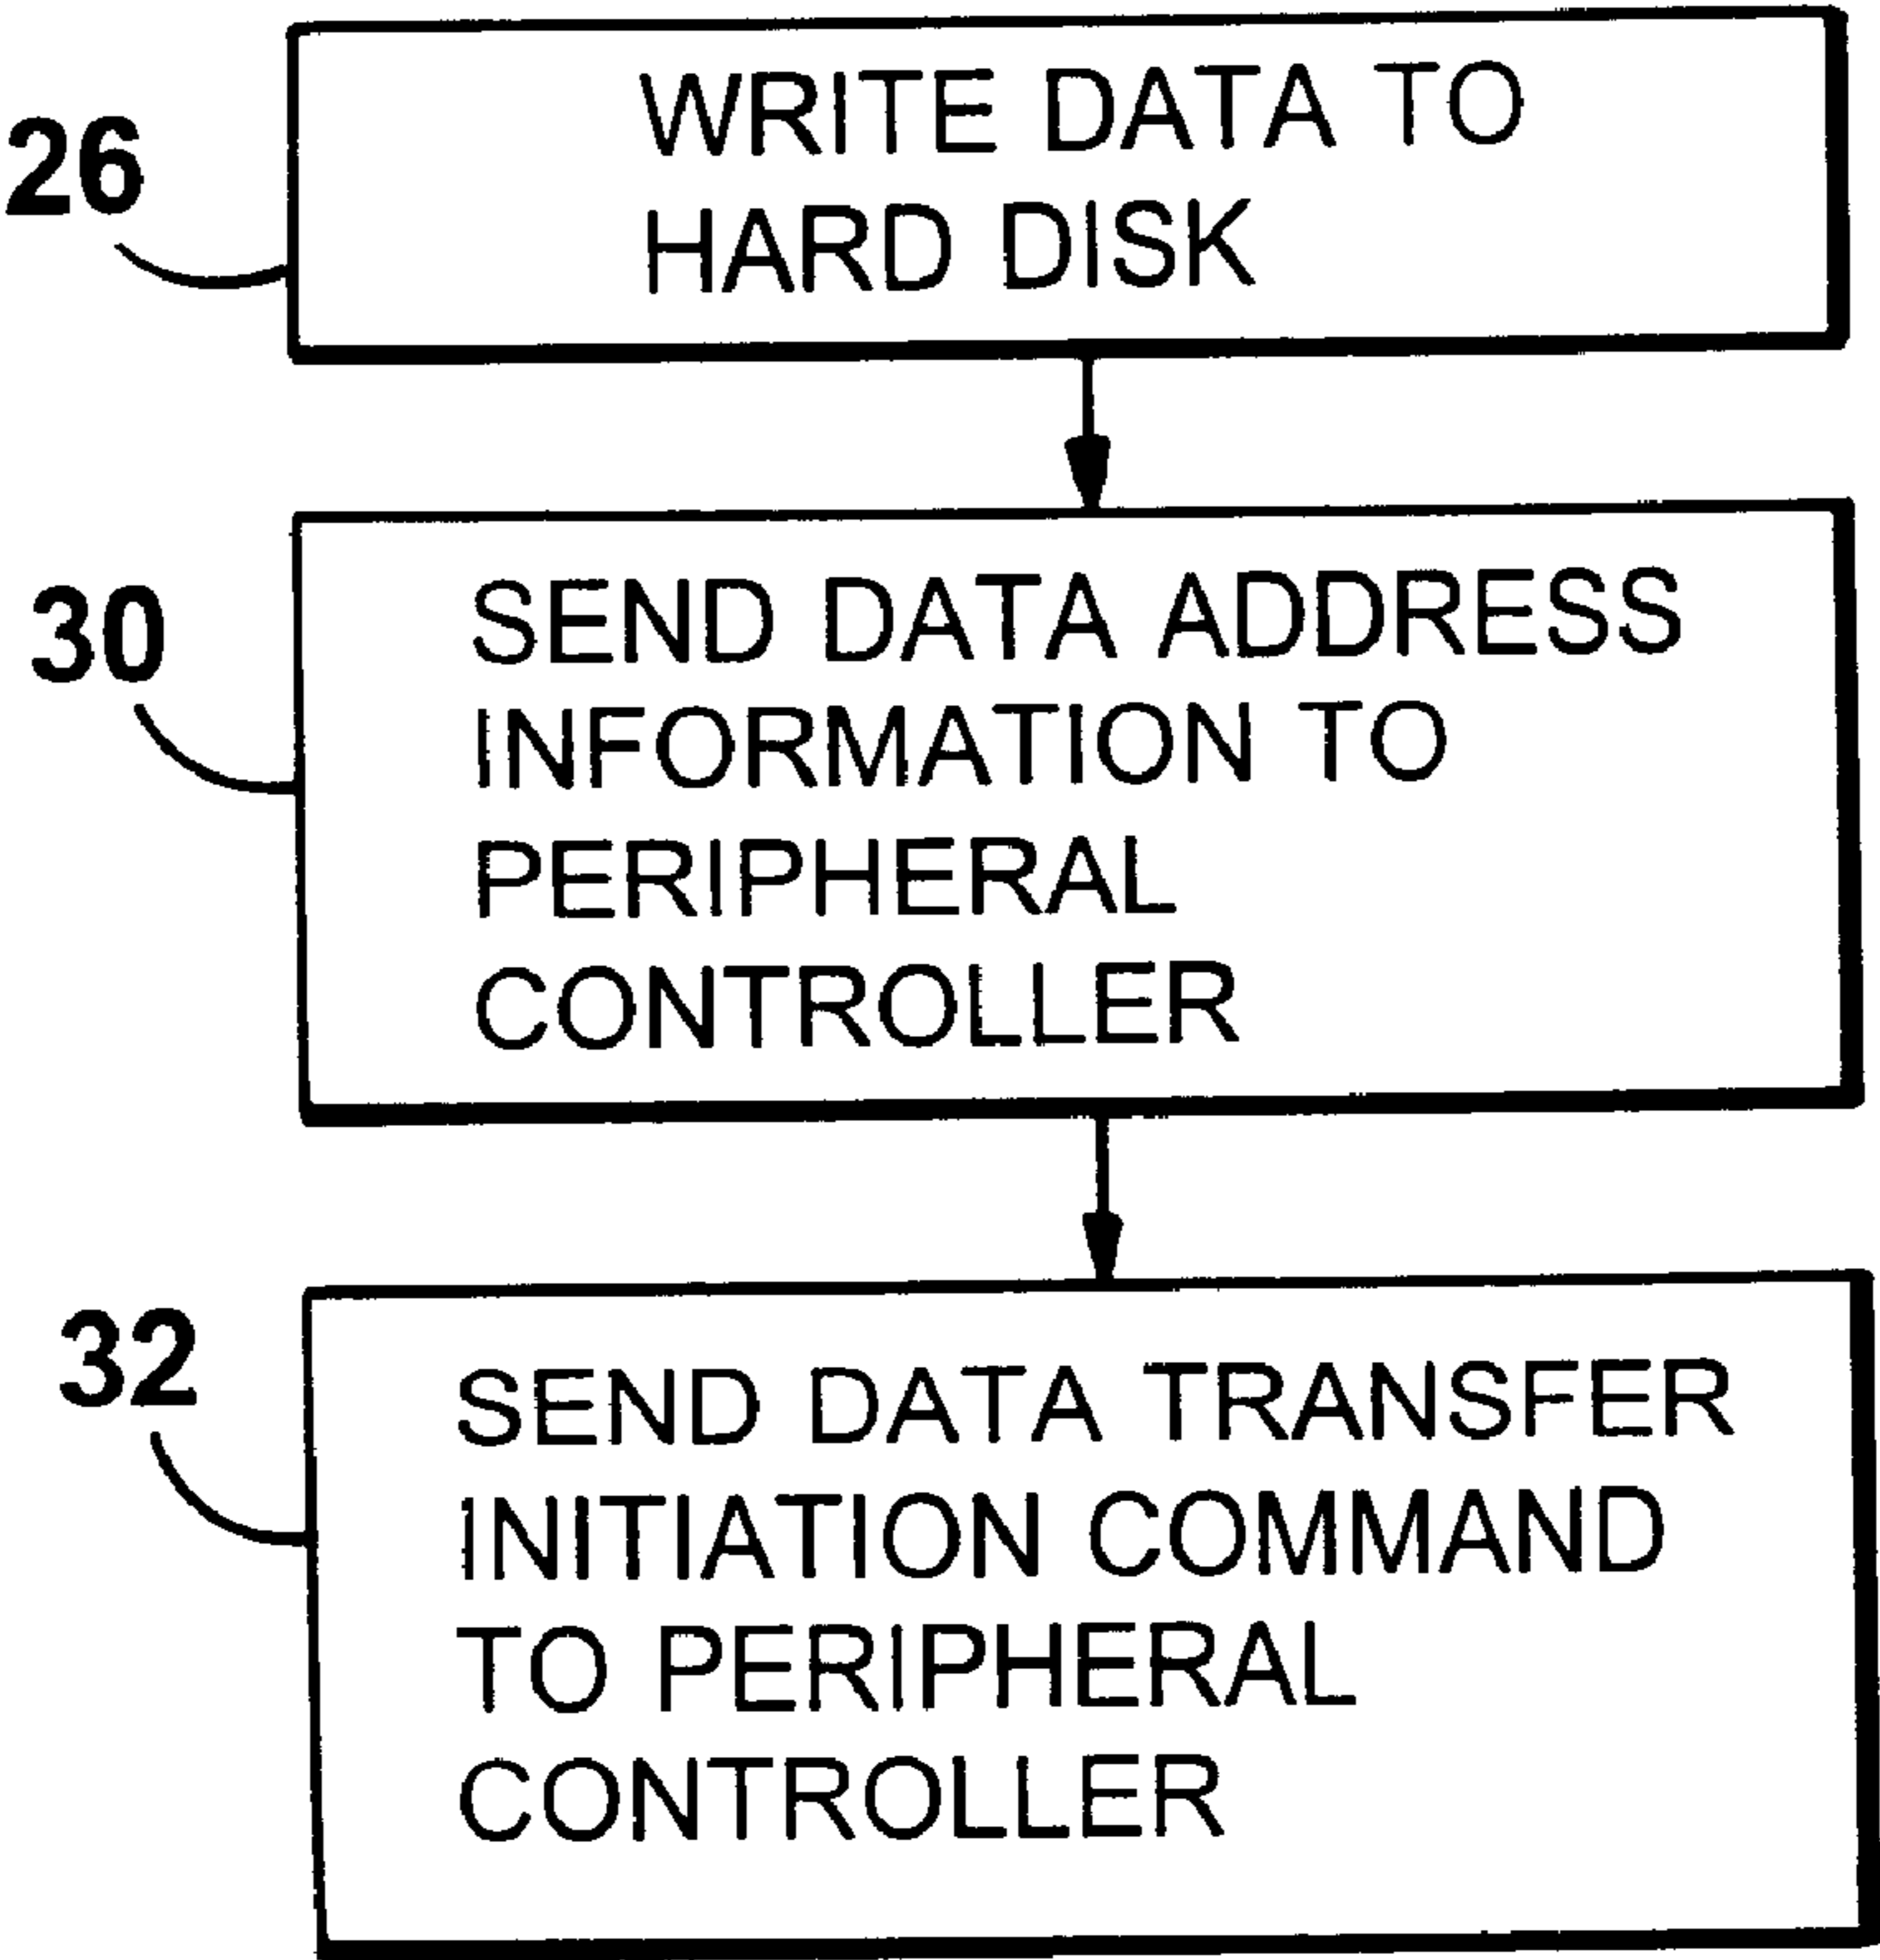 26
WRITE DATA TO
HARD DISK
30
SEND DATA ADDRESS
INFORMATION TO
PERIPHERAL
CONTROLLER
32
SEND DATA TRANSFER
INITIATION COMMAND
TO PERIPHERAL
CONTROLLER